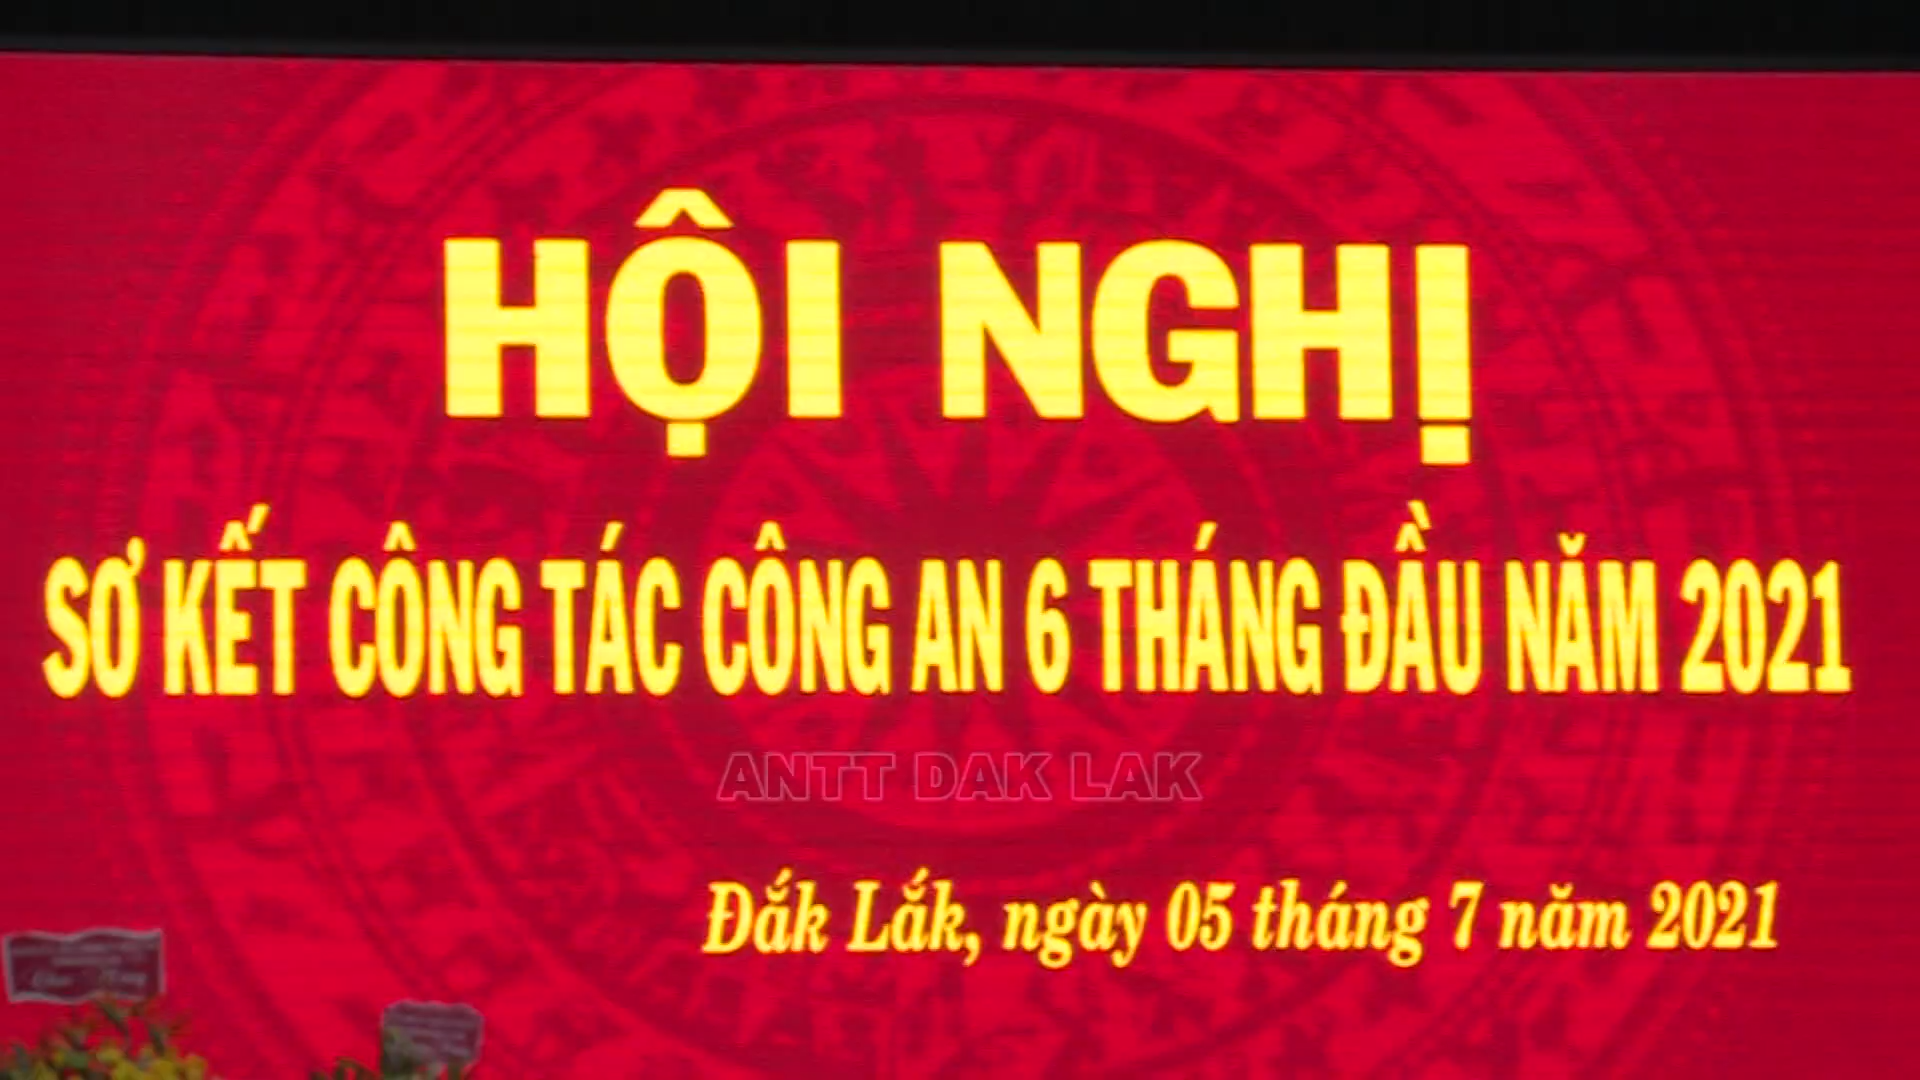 HỘI NGHỊ
SƠ KẾT CÔNG TÁC CÔNG AN 6 THÁNG ĐẦU NĂM 2021
ANTT DAK LAK
Đắk Lắk, ngày 05 tháng 7 năm 2021